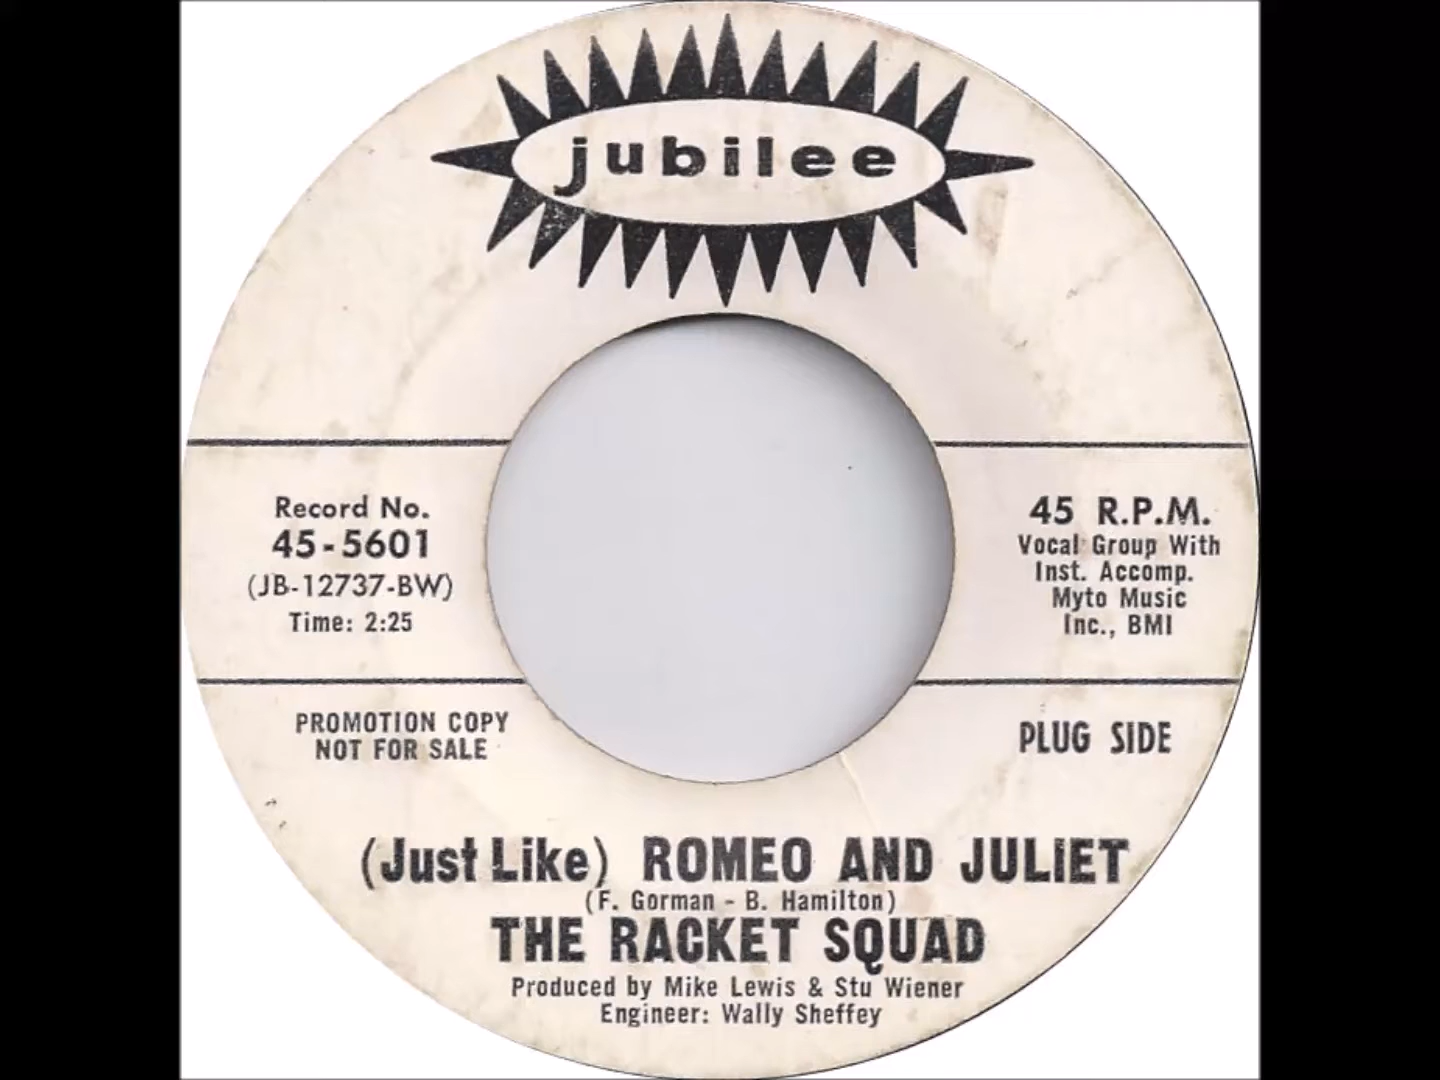 jubilee
Record No.
45-5601
(JB-12737-BW)
Time: 2:25
45 R.P.M.
Vocal Group With
Inst. Accomp.
Myto Music
Inc., BMI
PROMOTION COPY
NOT FOR SALE
PLUG SIDE
(Just Like) ROMEO AND JULIET
(F. Gorman - B. Hamilton)
THE RACKET SQUAD
Produced by Mike Lewis & Stu Wiener
Engineer: Wally Sheffey